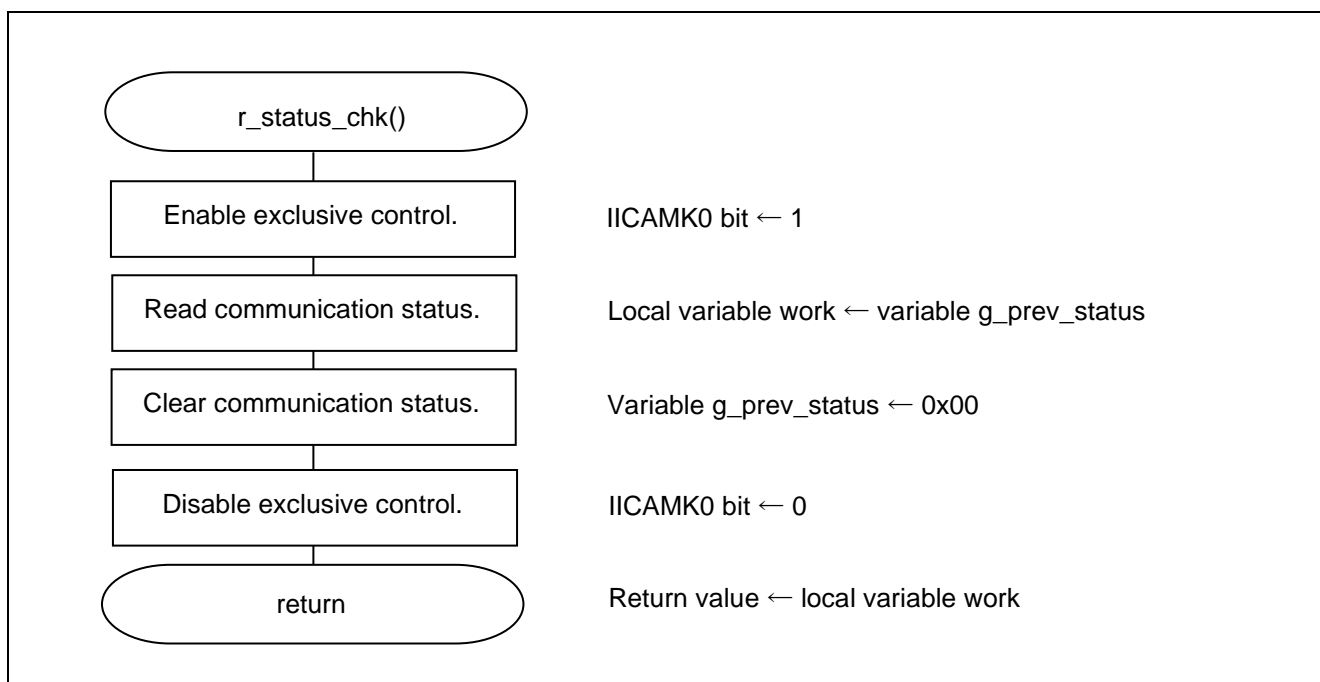 r_status_chk()
Enable exclusive control. IICAMK0 bit ← 1
Read communication status. Local variable work ← variable g_prev_status
Clear communication status. Variable g_prev_status ← 0x00
Disable exclusive control. IICAMK0 bit ← 0
return Return value ← local variable work